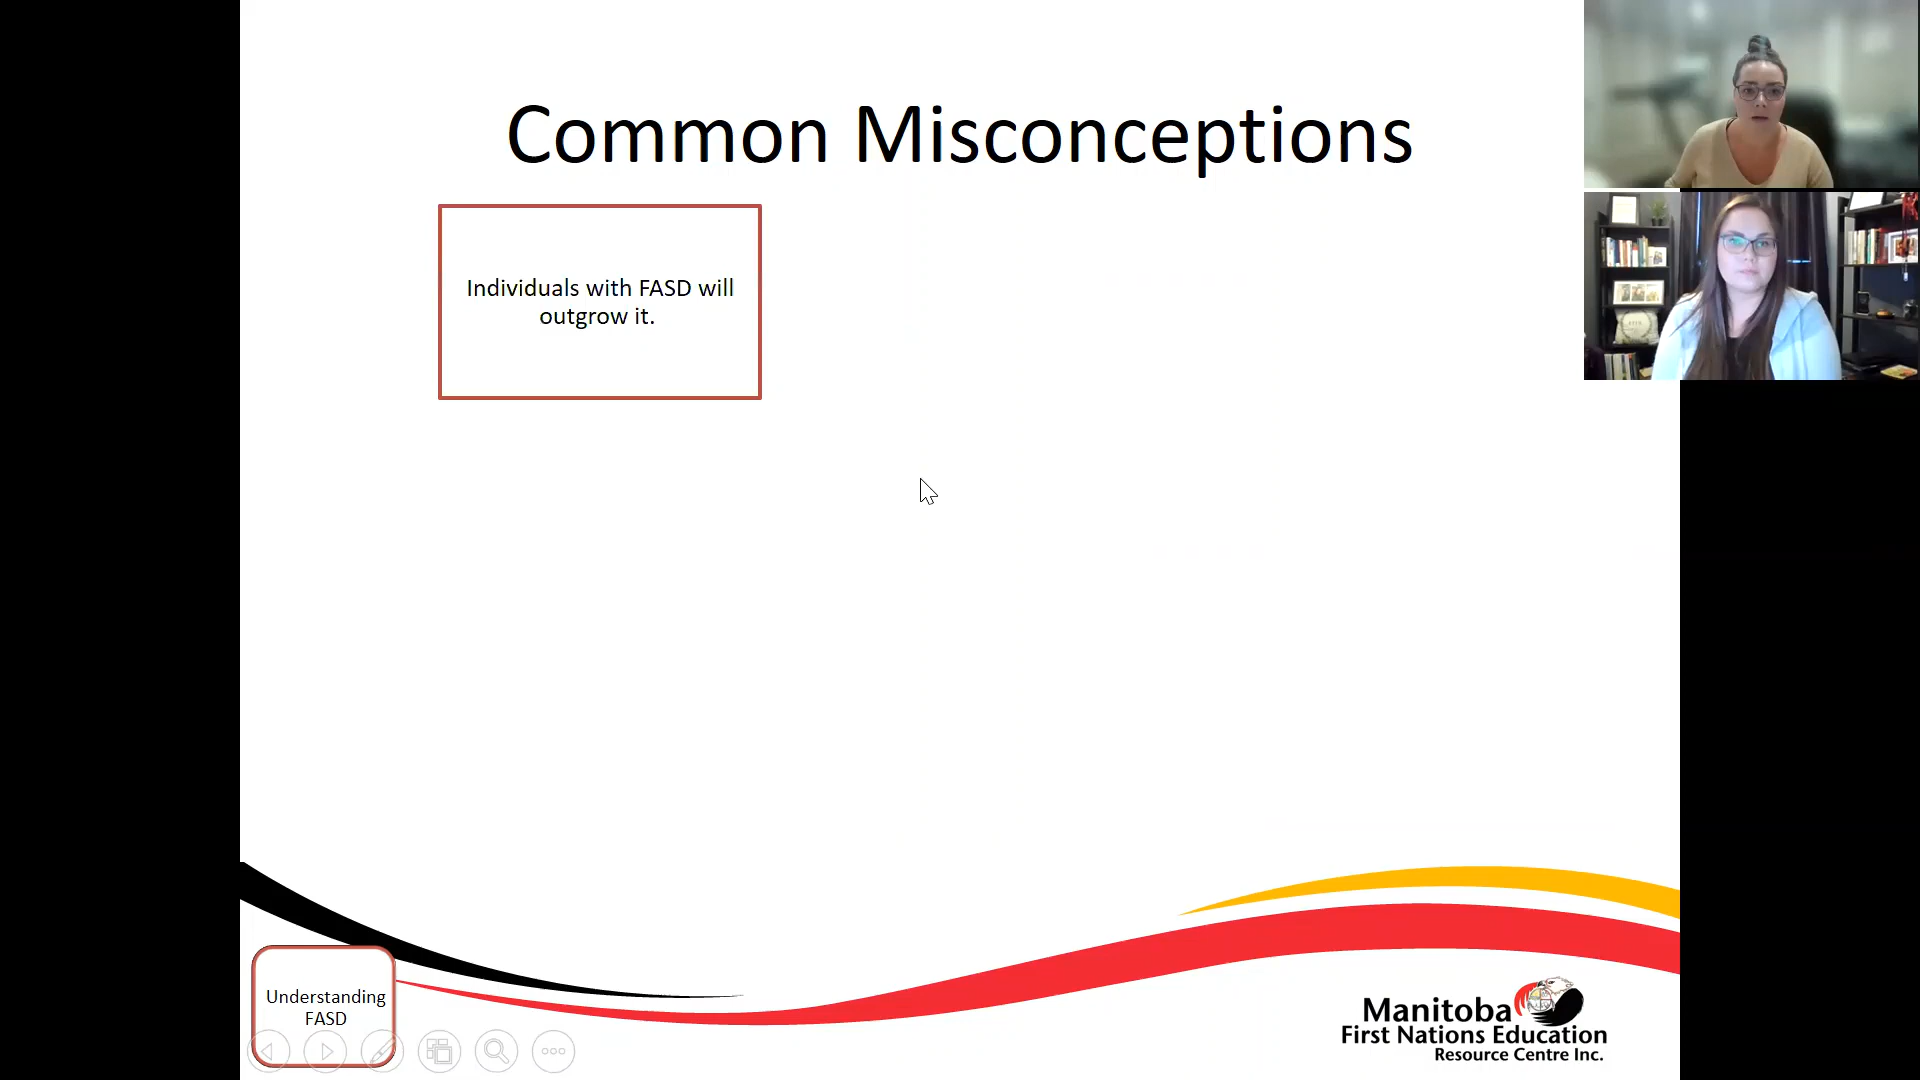 Common Misconceptions
Individuals with FASD will
outgrow it.
Understanding
FASD
Manitoba
First Nations Education
Resource Centre Inc.